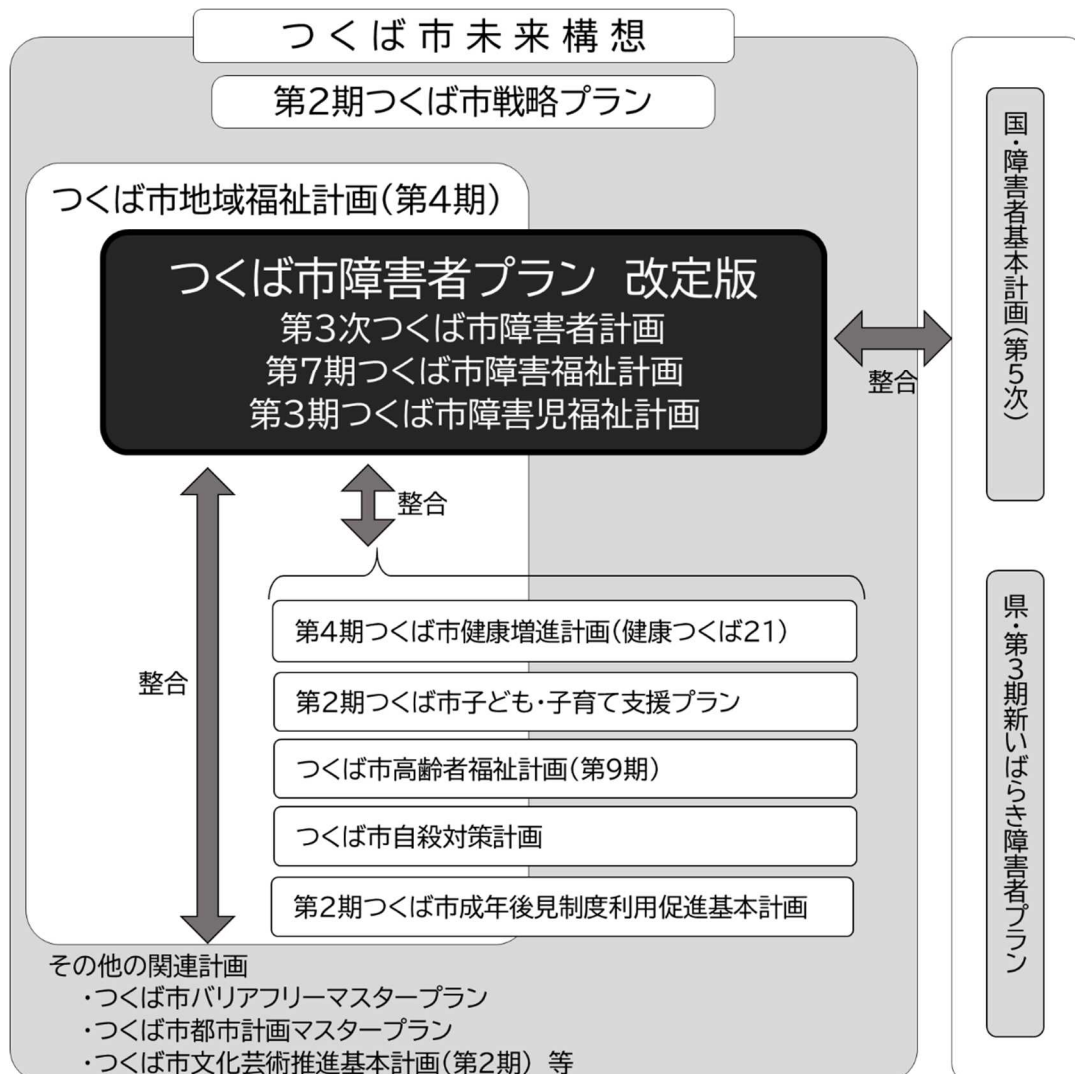 つくば市未来構想
第2期つくば市戦略プラン
つくば市地域福祉計画(第4期)
つくば市障害者プラン 改定版
第3次つくば市障害者計画
第7期つくば市障害福祉計画
第3期つくば市障害児福祉計画
整合
整合
整合
第4期つくば市健康増進計画(健康つくば21)
第2期つくば市子ども・子育て支援プラン
つくば市高齢者福祉計画(第9期)
つくば市自殺対策計画
第2期つくば市成年後見制度利用促進基本計画
その他の関連計画
・つくば市バリアフリーマスタープラン
・つくば市都市計画マスタープラン
・つくば市文化芸術推進基本計画(第2期) 等
国・障害者基本計画(第5次)
県・第3期新いばらき障害者プラン